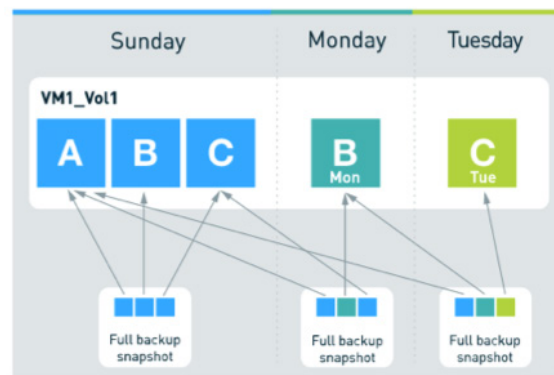 Sunday
Monday
Tuesday
VM1_Vol1
A
B
C
B
Mon
C
Tue
Full backup
snapshot
Full backup
snapshot
Full backup
snapshot